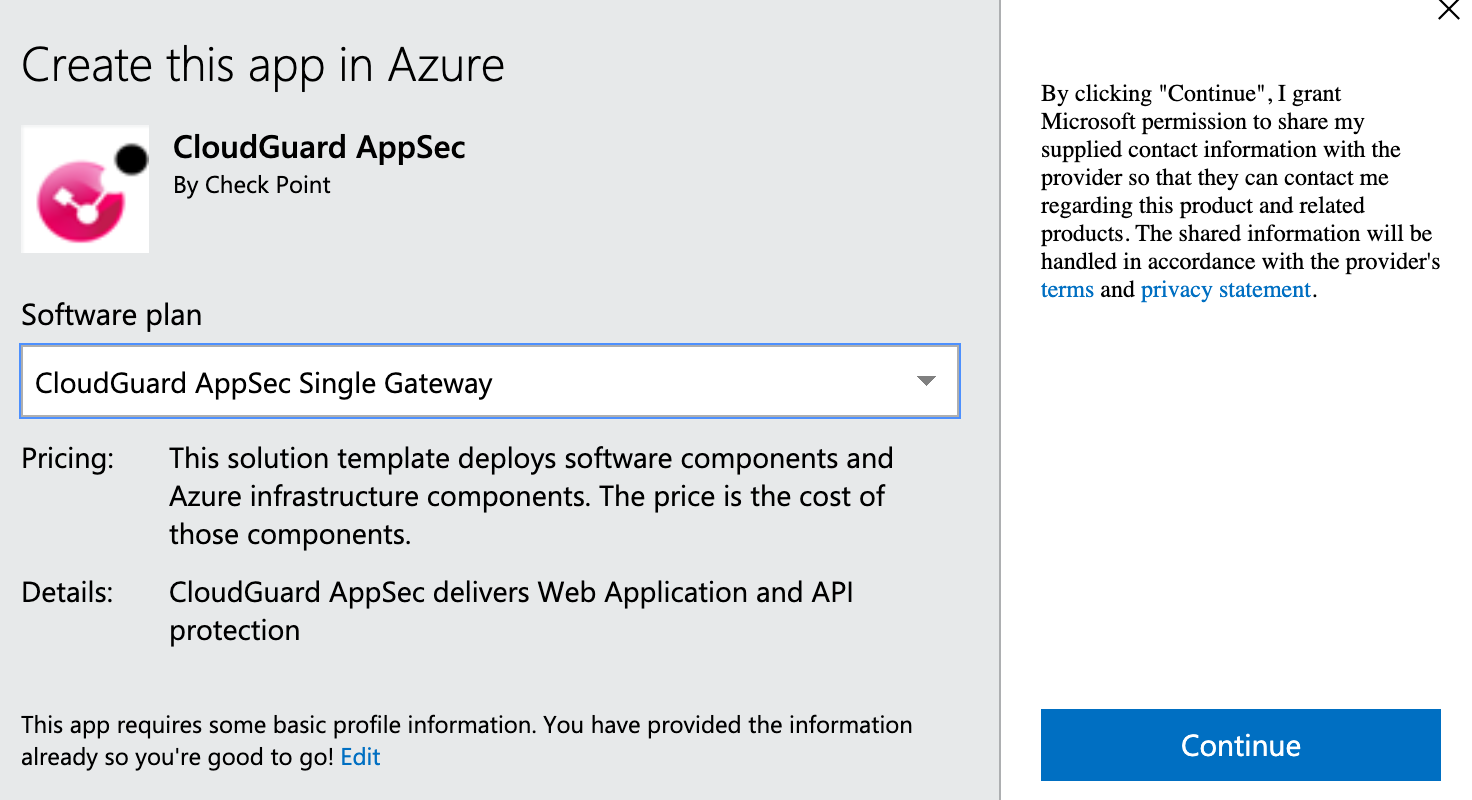 Create this app in Azure
CloudGuard AppSec
By Check Point
Software plan
CloudGuard AppSec Single Gateway
Pricing:
This solution template deploys software components and
Azure infrastructure components. The price is the cost of
those components.
Details:
CloudGuard AppSec delivers Web Application and API
protection
This app requires some basic profile information. You have provided the information
already so you're good to go! Edit
By clicking "Continue", I grant
Microsoft permission to share my
supplied contact information with the
provider so that they can contact me
regarding this product and related
products. The shared information will be
handled in accordance with the provider's
terms and privacy statement.
Continue